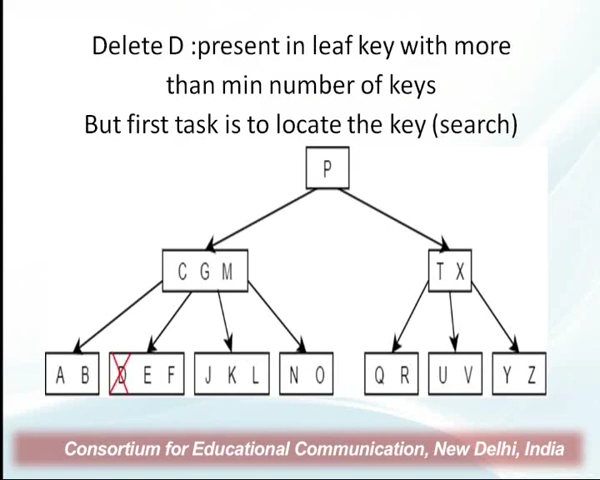 Delete D :present in leaf key with more
than min number of keys
But first task is to locate the key (search)
P
C G M
T X
A B
D E F
J K L
N O
Q R
U V
Y Z
Consortium for Educational Communication, New Delhi, India